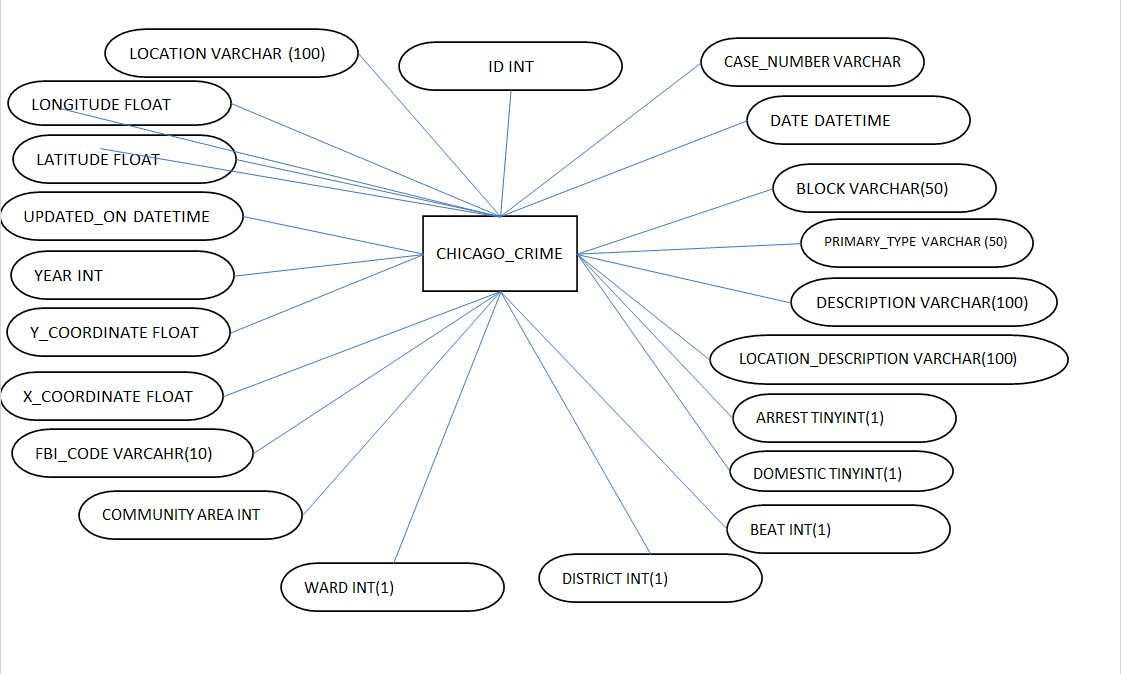 LOCATION VARCHAR (100)
ID INT
CASE_NUMBER VARCHAR
LONGITUDE FLOAT
DATE DATETIME
LATITUDE FLOAT
BLOCK VARCHAR(50)
UPDATED_ON DATETIME
PRIMARY_TYPE VARCHAR (50)
CHICAGO_CRIME
YEAR INT
DESCRIPTION VARCHAR(100)
Y_COORDINATE FLOAT
LOCATION_DESCRIPTION VARCHAR(100)
X_COORDINATE FLOAT
ARREST TINYINT(1)
FBI_CODE VARCAHR(10)
DOMESTIC TINYINT(1)
COMMUNITY AREA INT
BEAT INT(1)
WARD INT(1)
DISTRICT INT(1)